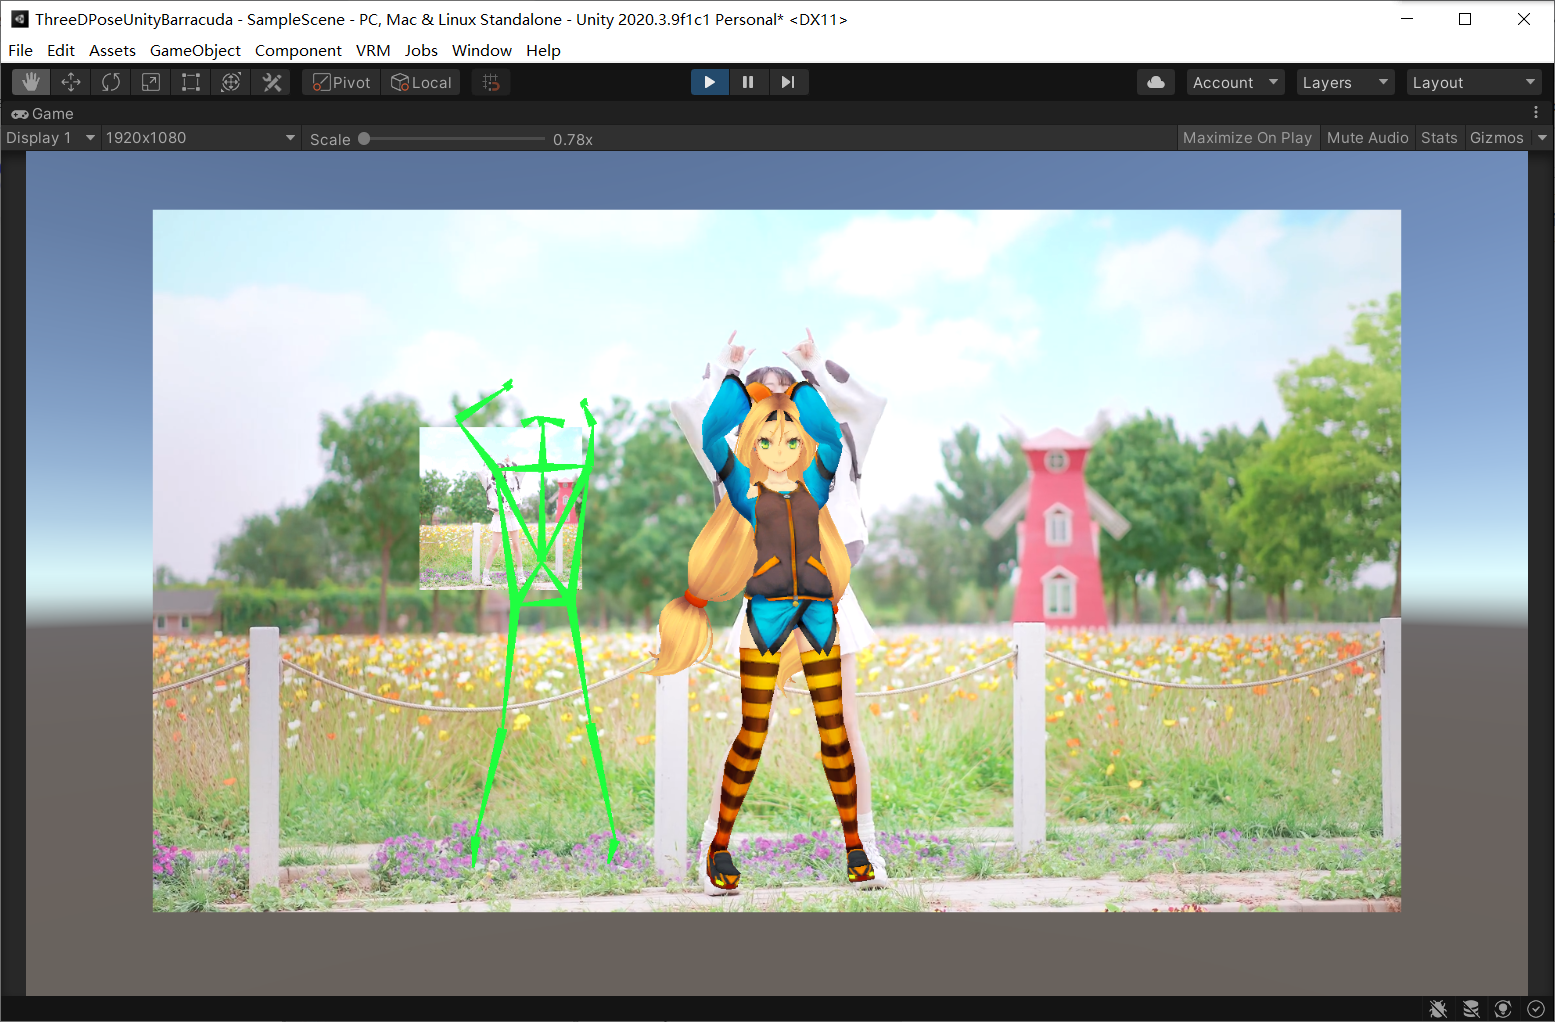 ThreeDPoseUnityBarracuda - SampleScene - PC, Mac & Linux Standalone - Unity 2020.3.9f1c1 Personal* <DX11>
File Edit Assets GameObject Component VRM Jobs Window Help
Pivot Local Account Layers Layout
Game
Display 1 1920x1080 Scale 0.78x Maximize On Play Mute Audio Stats Gizmos